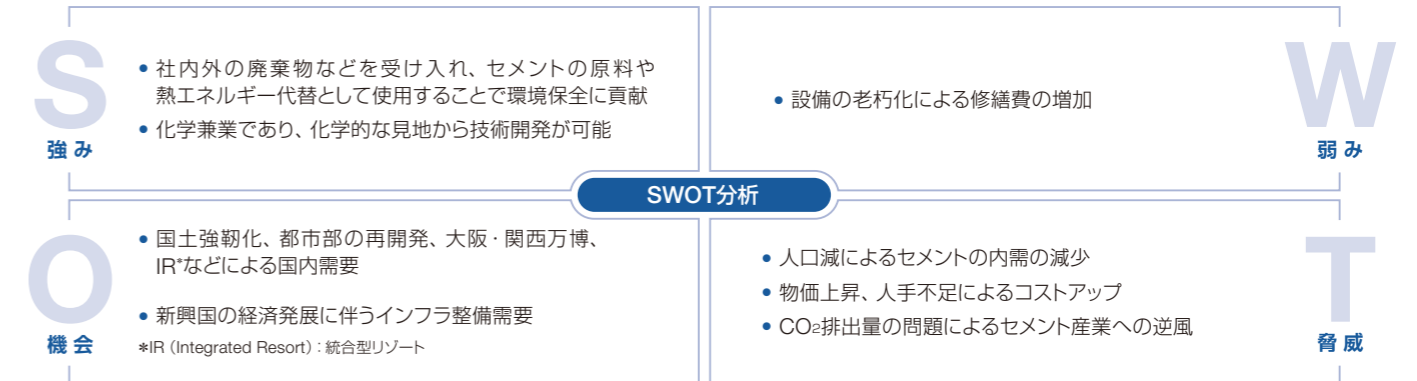 S
強み
• 社内外の廃棄物などを受け入れ、セメントの原料や
熱エネルギー代替として使用することで環境保全に貢献
• 化学兼業であり、化学的な見地から技術開発が可能
• 設備の老朽化による修繕費の増加
W
弱み
SWOT分析
O
機会
• 国土強靭化、都市部の再開発、大阪・関西万博、
IR*などによる国内需要
• 新興国の経済発展に伴うインフラ整備需要
*IR（Integrated Resort）：統合型リゾート
• 人口減によるセメントの内需の減少
• 物価上昇、人手不足によるコストアップ
• CO2排出量の問題によるセメント産業への逆風
T
脅威